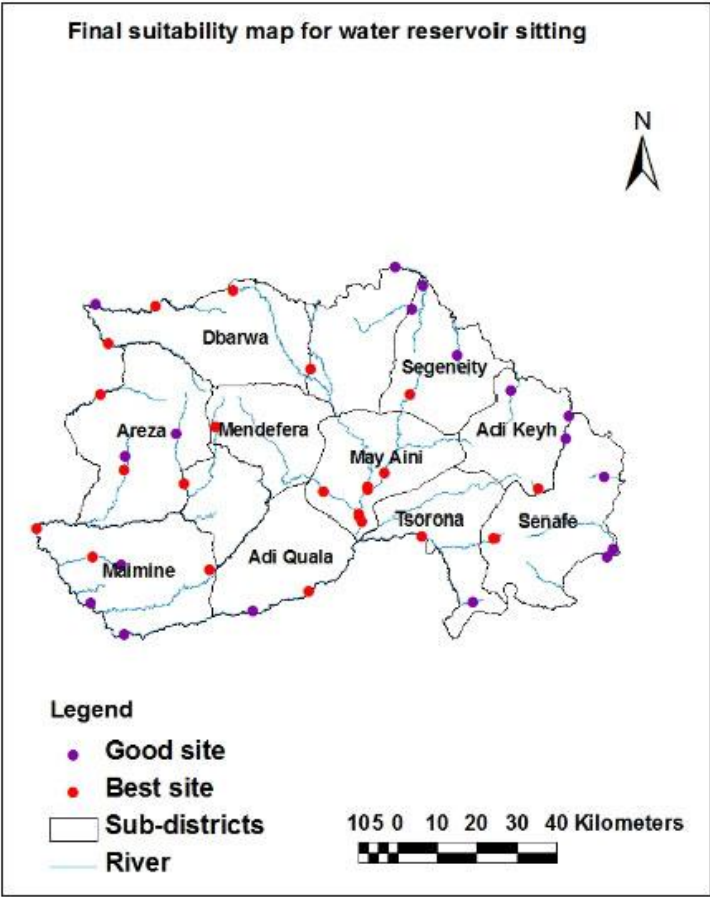 Final suitability map for water reservoir sitting
N
Dbarwa
Segeneity
Areza
Mendefera
Adi Keyh
May Aini
Tsorona
Senafe
Adi Quala
Maimine
Legend
Good site
Best site
Sub-districts
River
105 0 10 20 30 40 Kilometers